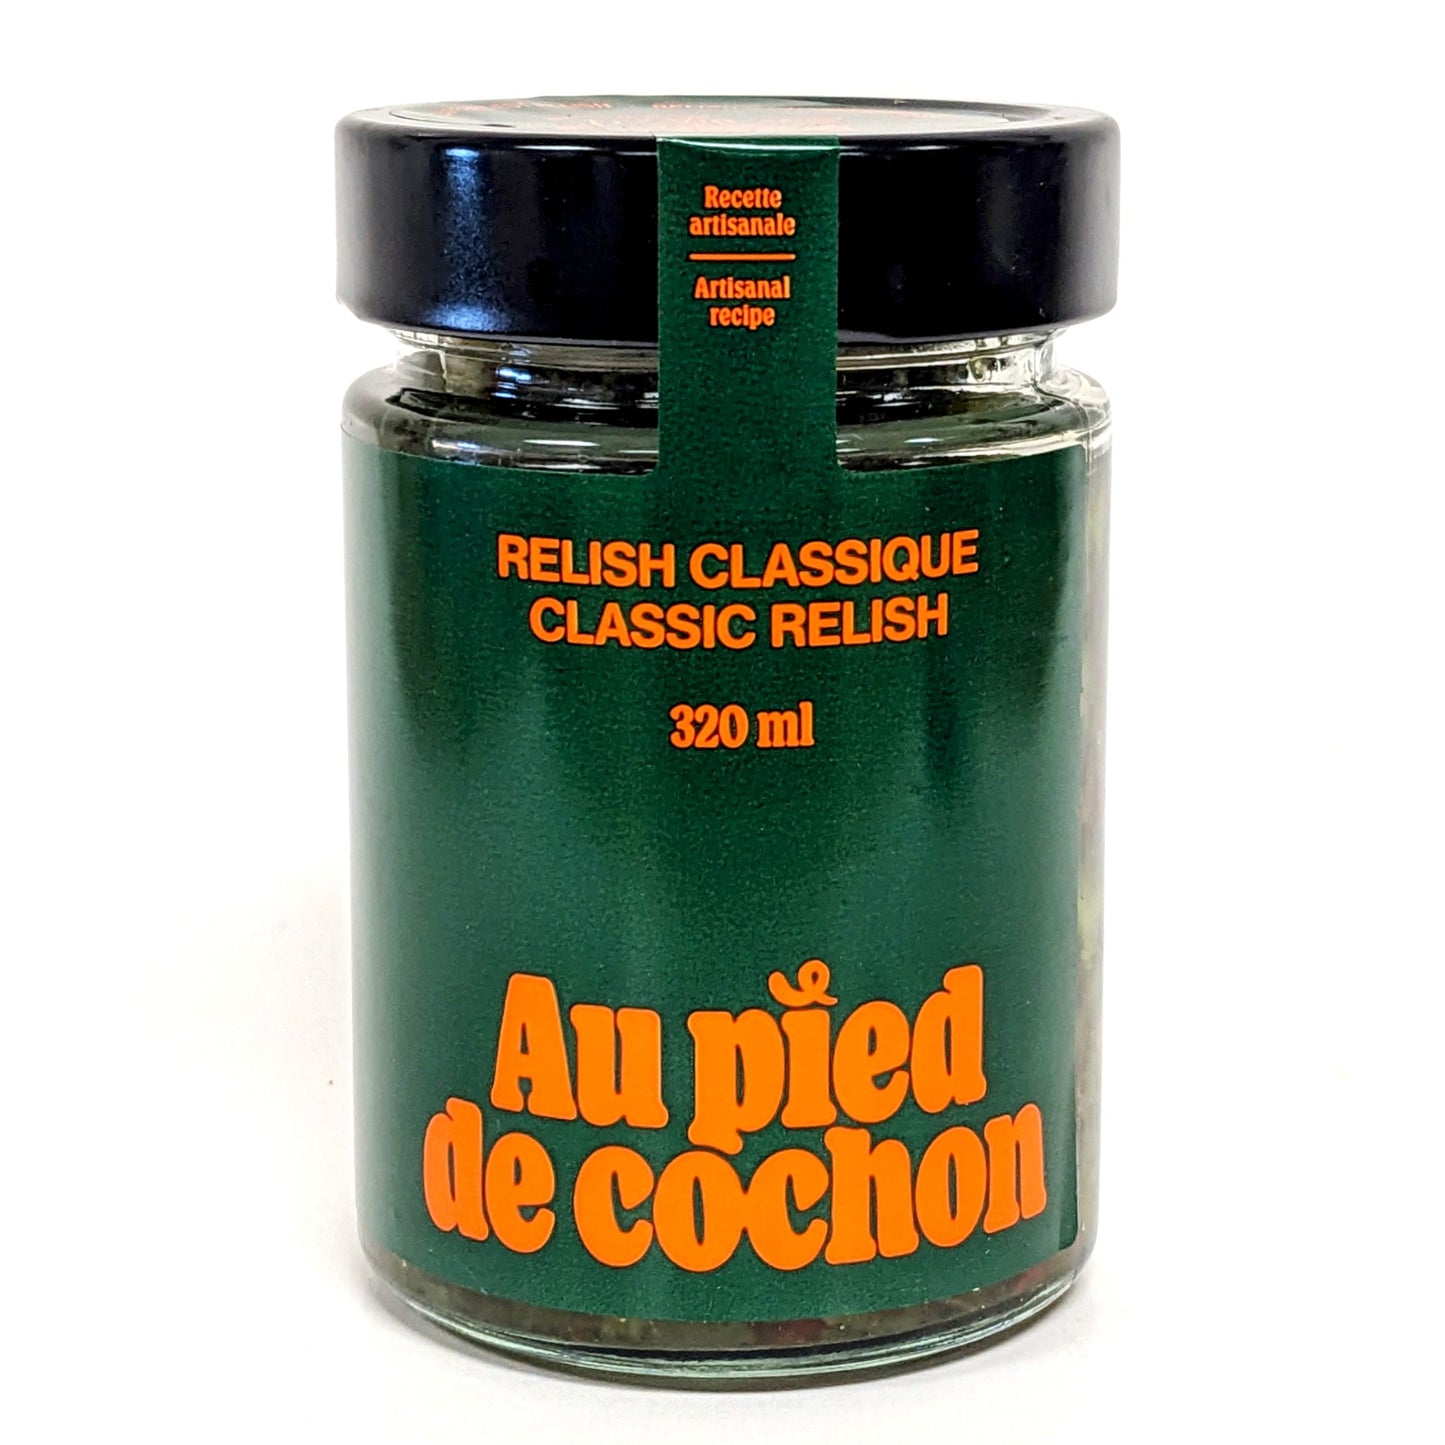 Recette
artisanale
Artisanal
recipe
RELISH CLASSIQUE
CLASSIC RELISH
320 ml
Au pied
de cochon